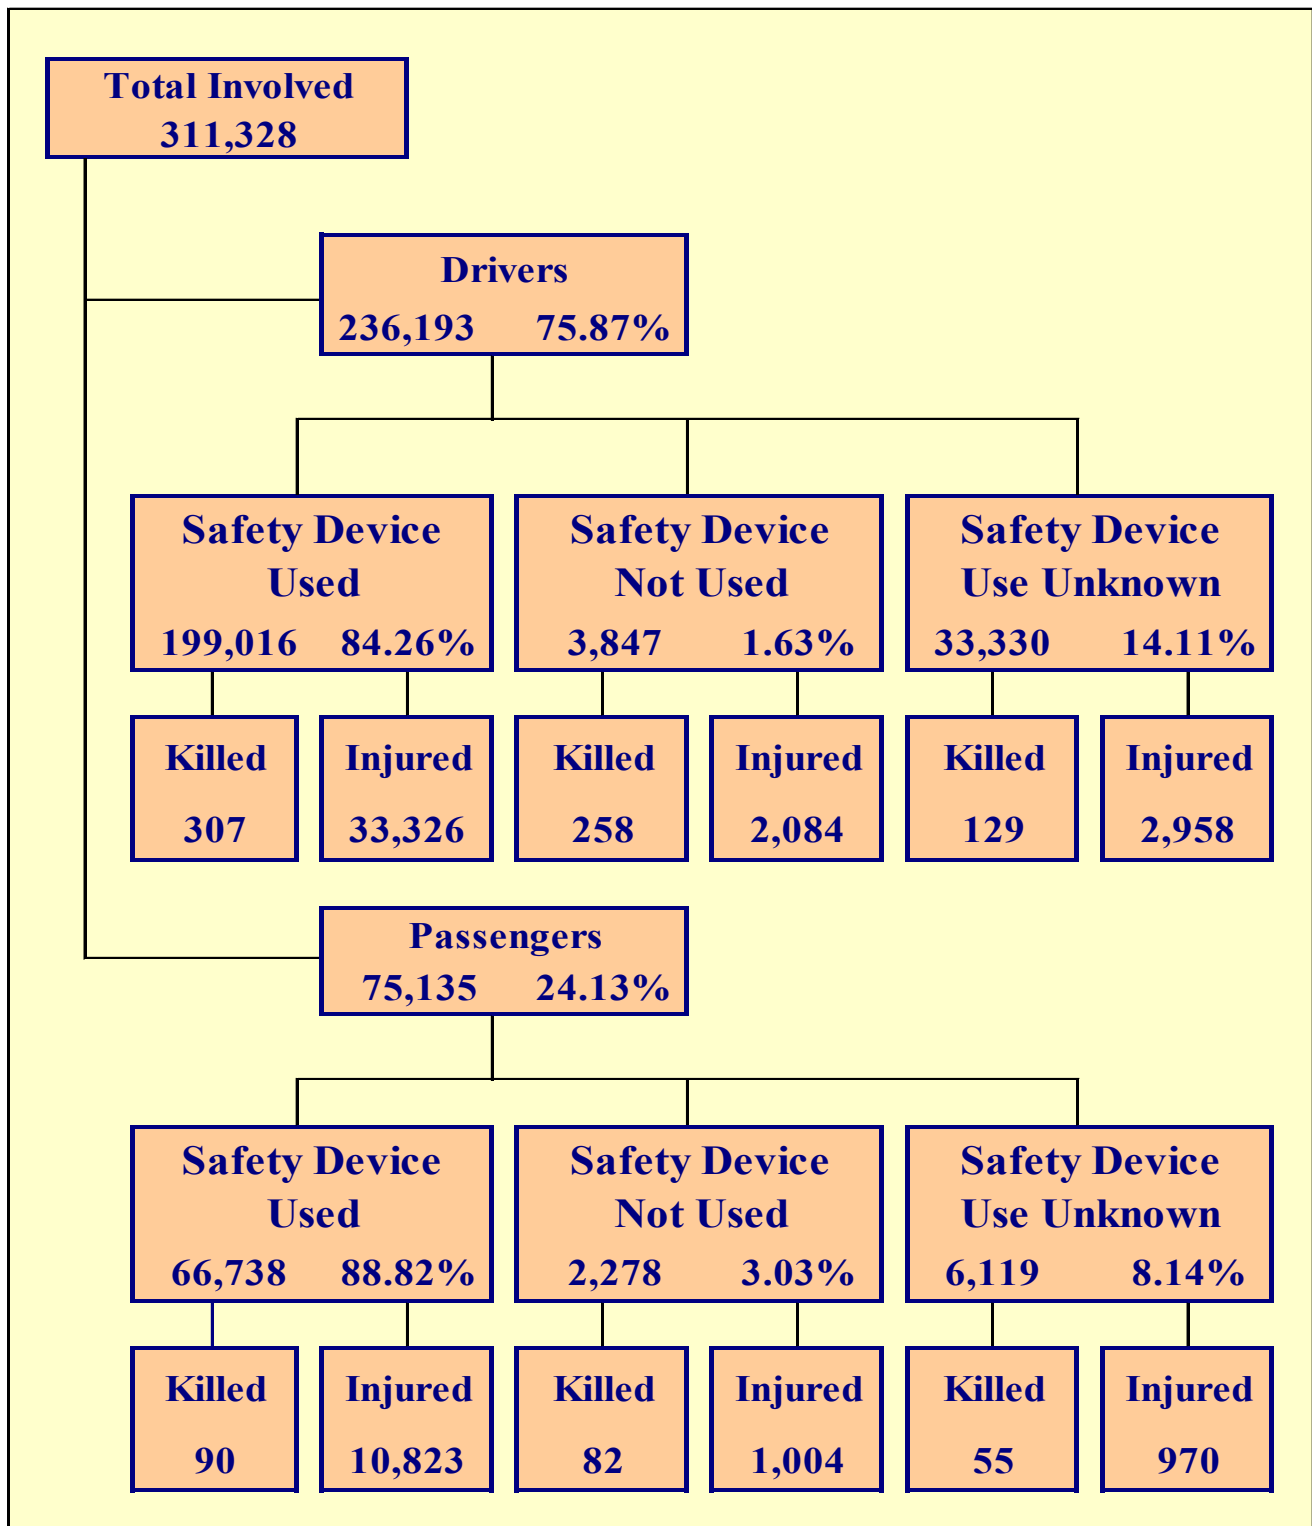 Total Involved
311,328
Drivers
236,193 75.87%
Safety Device
Used
199,016 84.26%
Safety Device
Not Used
3,847 1.63%
Safety Device
Use Unknown
33,330 14.11%
Killed
307
Injured
33,326
Killed
258
Injured
2,084
Killed
129
Injured
2,958
Passengers
75,135 24.13%
Safety Device
Used
66,738 88.82%
Safety Device
Not Used
2,278 3.03%
Safety Device
Use Unknown
6,119 8.14%
Killed
90
Injured
10,823
Killed
82
Injured
1,004
Killed
55
Injured
970